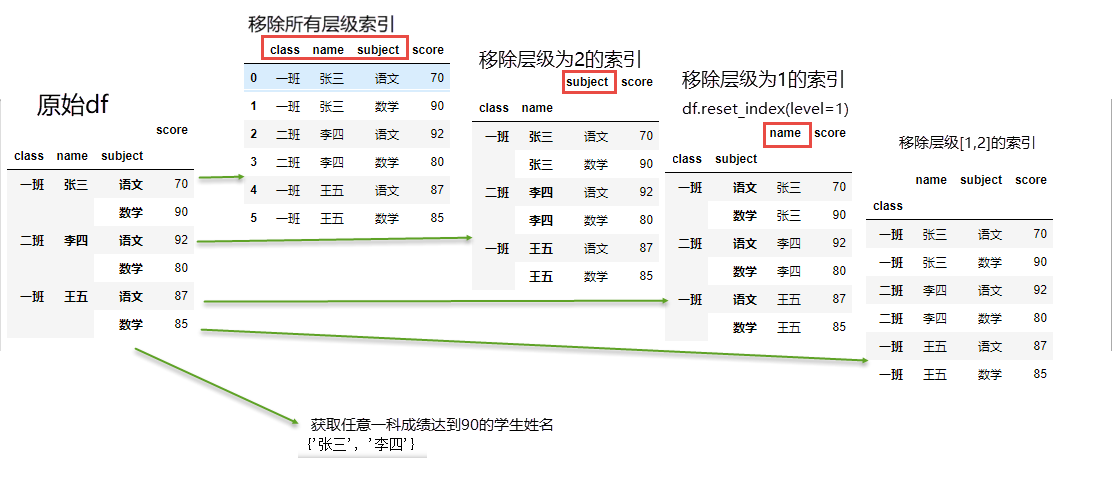 原始df
score
class name subject
一班 张三 语文 70
数学 90
二班 李四 语文 92
数学 80
一班 王五 语文 87
数学 85
移除所有层级索引
class name subject score
0 一班 张三 语文 70
1 一班 张三 数学 90
2 二班 李四 语文 92
3 二班 李四 数学 80
4 一班 王五 语文 87
5 一班 王五 数学 85
移除层级为2的索引
subject score
class name
一班 张三 语文 70
张三 数学 90
二班 李四 语文 92
李四 数学 80
一班 王五 语文 87
王五 数学 85
移除层级为1的索引
df.reset_index(level=1)
name score
class subject
一班 语文 张三 70
数学 张三 90
二班 语文 李四 92
数学 李四 80
一班 语文 王五 87
数学 王五 85
移除层级[1,2]的索引
name subject score
class
一班 张三 语文 70
一班 张三 数学 90
二班 李四 语文 92
二班 李四 数学 80
一班 王五 语文 87
一班 王五 数学 85
获取任意一科成绩达到90的学生姓名
{'张三', '李四'}